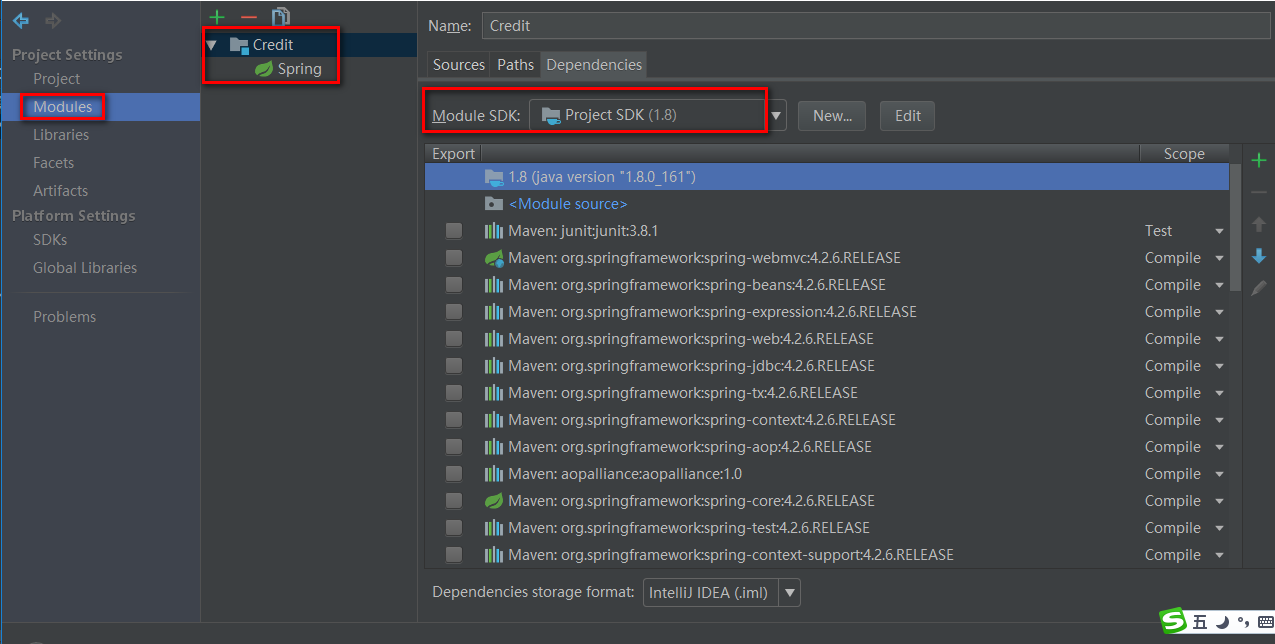 Project Settings
Project
Modules
Libraries
Facets
Artifacts
Platform Settings
SDKs
Global Libraries
Problems
Credit
Spring
Name: Credit
Sources Paths Dependencies
Module SDK: Project SDK (1.8) New... Edit
Export Scope
1.8 (java version "1.8.0_161")
<Module source>
Maven: junit:junit:3.8.1 Test
Maven: org.springframework:spring-webmvc:4.2.6.RELEASE Compile
Maven: org.springframework:spring-beans:4.2.6.RELEASE Compile
Maven: org.springframework:spring-expression:4.2.6.RELEASE Compile
Maven: org.springframework:spring-web:4.2.6.RELEASE Compile
Maven: org.springframework:spring-jdbc:4.2.6.RELEASE Compile
Maven: org.springframework:spring-tx:4.2.6.RELEASE Compile
Maven: org.springframework:spring-context:4.2.6.RELEASE Compile
Maven: org.springframework:spring-aop:4.2.6.RELEASE Compile
Maven: aopalliance:aopalliance:1.0 Compile
Maven: org.springframework:spring-core:4.2.6.RELEASE Compile
Maven: org.springframework:spring-test:4.2.6.RELEASE Compile
Maven: org.springframework:spring-context-support:4.2.6.RELEASE Compile
Dependencies storage format: IntelliJ IDEA (.iml)
S 五